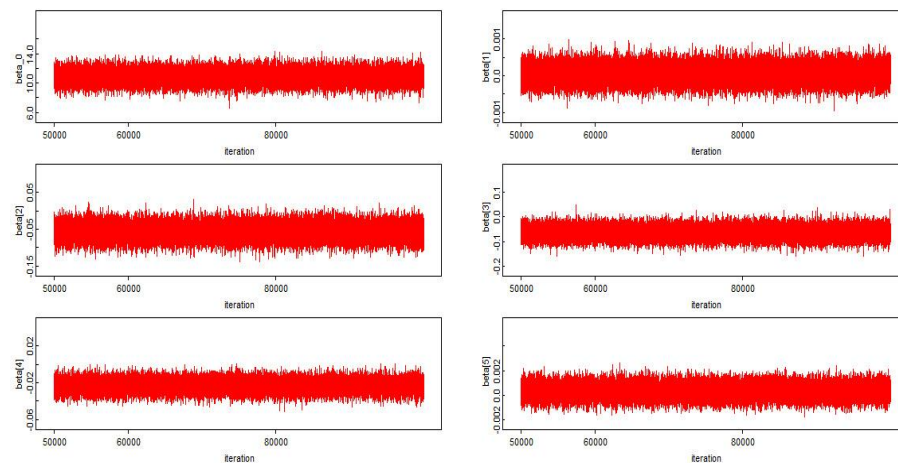 beta_0
14.0
10.0
6.0
50000 60000 80000
iteration
beta[1]
0.001
0.0
-0.001
50000 60000 80000
iteration
beta[2]
0.05
-0.05
-0.15
50000 60000 80000
iteration
beta[3]
0.1
0.0
-0.1
-0.2
50000 60000 80000
iteration
beta[4]
0.02
-0.02
-0.06
50000 60000 80000
iteration
beta[5]
0.002
0.0
-0.002
50000 60000 80000
iteration